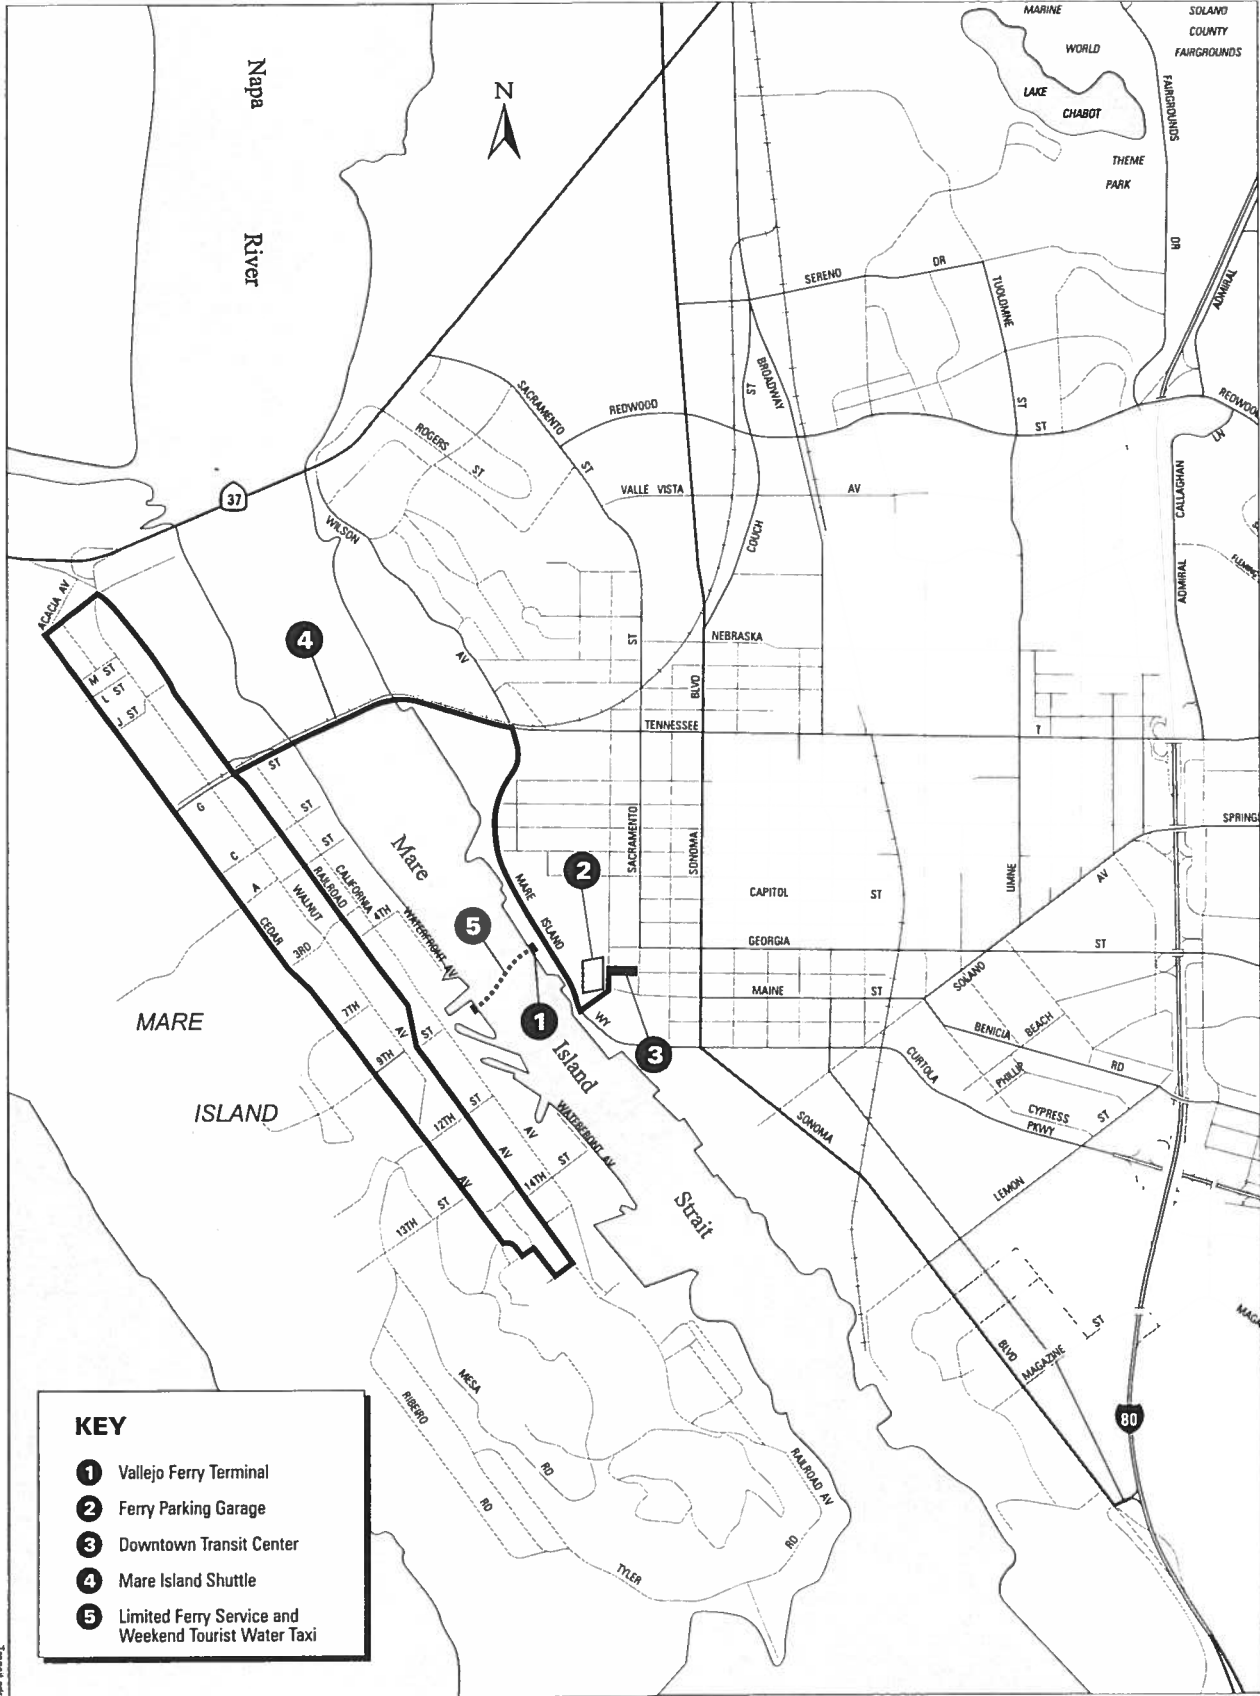 MARINE
WORLD
LAKE
CHABOT
THEME
PARK
SOLANO
COUNTY
FAIRGROUNDS
FAIRGROUNDS
DR
ADMIRAL
Napa
River
N
SERENO
DR
TUOLOMNE
ST
BROADWAY
ST
SACRAMENTO
ST
REDWOOD
ST
REDWOOD
LN
ROGERS
ST
VALLE VISTA
AV
CALLAGHAN
ADMIRAL
37
WILSON
AV
COUCH
ACACIA AV
4
ST
NEBRASKA
BLVD
M ST
L ST
J ST
TENNESSEE
T
ST
G
ST
C
ST
A
Mare
SACRAMENTO
SONOMA
SPRING
2
MARE
ISLAND
WY
CAPITOL
ST
UMNE
AV
RAILROAD
CALIFORNIA
WALNUT
4TH
WATERFRONT AV
5
CEDAR
3RD
GEORGIA
ST
SOLANO
MAINE
ST
MARE
7TH
AV
ST
9TH
1
3
Island
BENICIA
BEACH
RD
CURTOLA
PHILLIP
CYPRESS
ST
PKWY
ISLAND
12TH
ST
AV
AV
WATERFRONT AV
SONOMA
14TH
ST
AV
13TH
ST
Strait
LEMON
ST
BLVD
MAGAZINE
MESA
RD
RIBEIRO
RD
RAILROAD AV
RD
TYLER
80
KEY
1 Vallejo Ferry Terminal
2 Ferry Parking Garage
3 Downtown Transit Center
4 Mare Island Shuttle
5 Limited Ferry Service and
Weekend Tourist Water Taxi